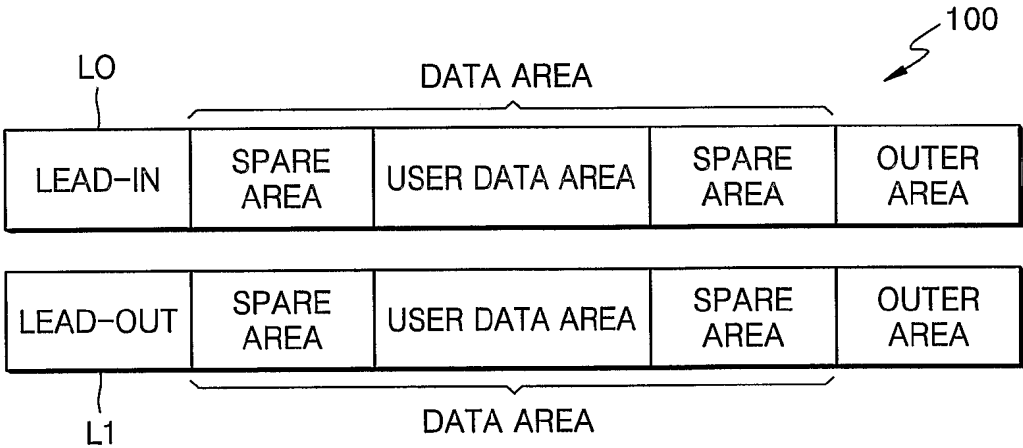 100
L0
DATA AREA
LEAD-IN
SPARE
AREA
USER DATA AREA
SPARE
AREA
OUTER
AREA
LEAD-OUT
SPARE
AREA
USER DATA AREA
SPARE
AREA
OUTER
AREA
L1
DATA AREA